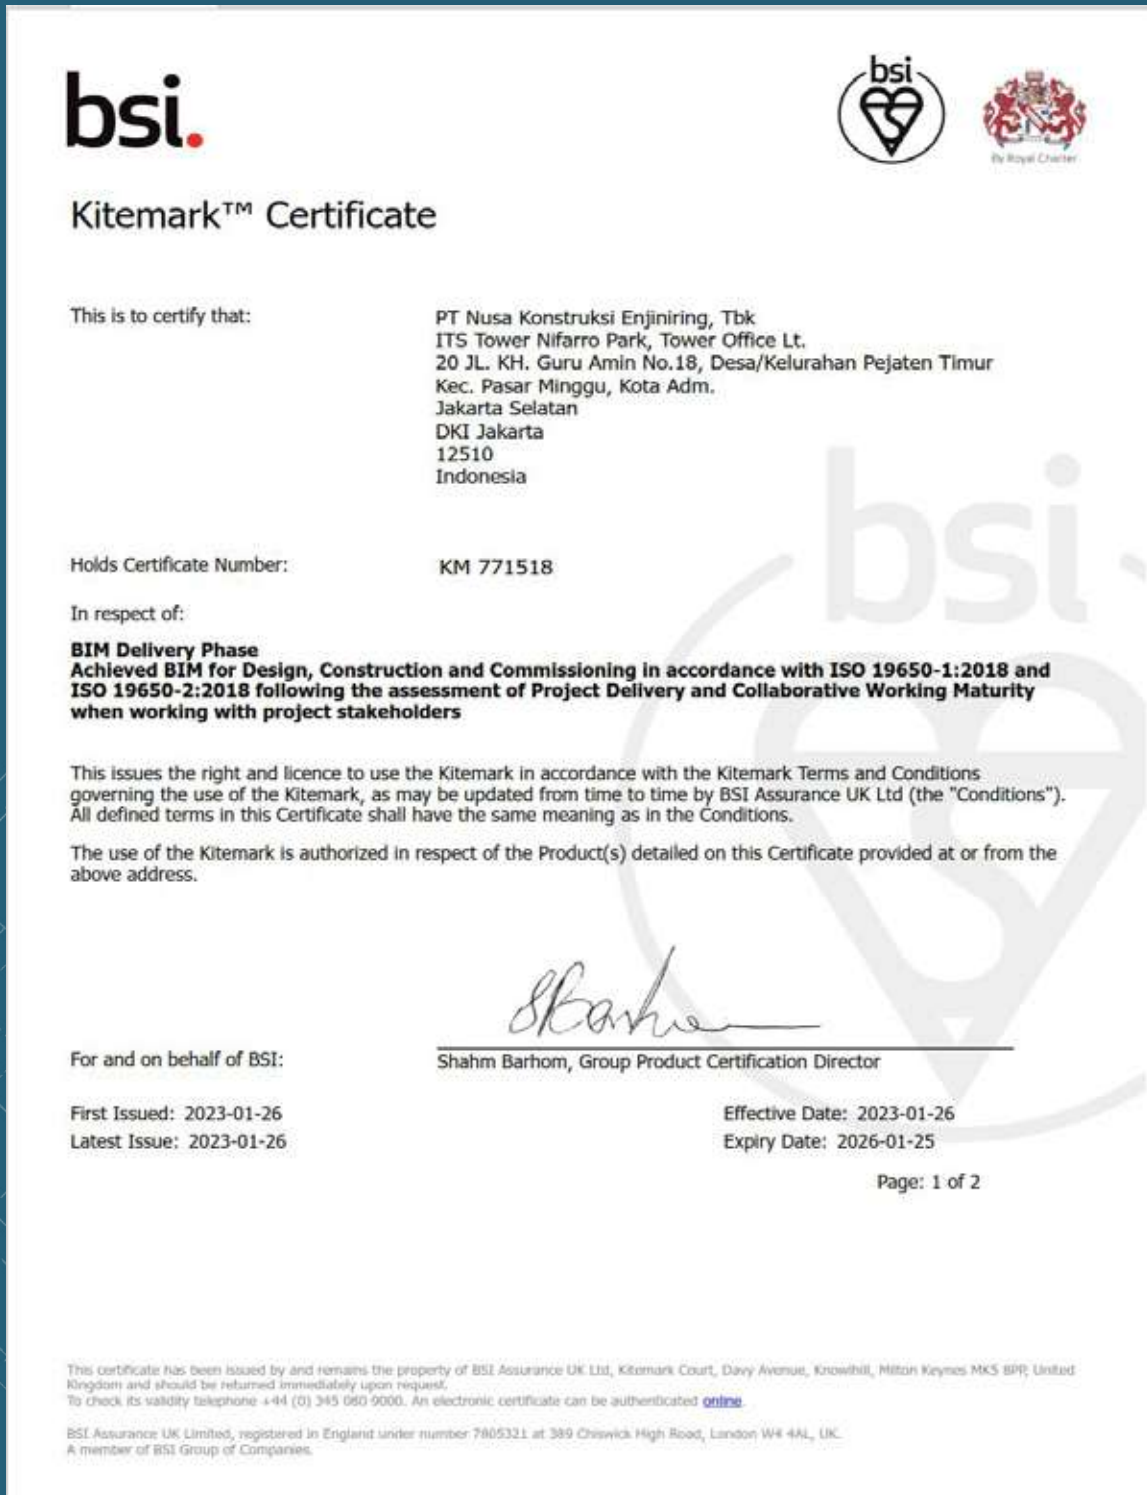 bsi.
bsi
By Royal Charter
Kitemark™ Certificate
This is to certify that:
PT Nusa Konstruksi Enjiniring, Tbk
ITS Tower Nifarro Park, Tower Office Lt.
20 JL. KH. Guru Amin No.18, Desa/Kelurahan Pejaten Timur
Kec. Pasar Minggu, Kota Adm.
Jakarta Selatan
DKI Jakarta
12510
Indonesia
bsi
Holds Certificate Number:
KM 771518
In respect of:
BIM Delivery Phase
Achieved BIM for Design, Construction and Commissioning in accordance with ISO 19650-1:2018 and
ISO 19650-2:2018 following the assessment of Project Delivery and Collaborative Working Maturity
when working with project stakeholders
This issues the right and licence to use the Kitemark in accordance with the Kitemark Terms and Conditions
governing the use of the Kitemark, as may be updated from time to time by BSI Assurance UK Ltd (the "Conditions").
All defined terms in this Certificate shall have the same meaning as in the Conditions.
The use of the Kitemark is authorized in respect of the Product(s) detailed on this Certificate provided at or from the
above address.
For and on behalf of BSI:
Shahm Barhom, Group Product Certification Director
First Issued: 2023-01-26
Effective Date: 2023-01-26
Latest Issue: 2023-01-26
Expiry Date: 2026-01-25
Page: 1 of 2
This certificate has been issued by and remains the property of BSI Assurance UK Ltd, Kitemark Court, Davy Avenue, Knowlhill, Milton Keynes MK5 8PP, United
Kingdom and should be returned immediately upon request.
To check its validity telephone +44 (0) 345 080 9000. An electronic certificate can be authenticated online.
BSI Assurance UK Limited, registered in England under number 7805321 at 389 Chiswick High Road, London W4 4AL, UK.
A member of BSI Group of Companies.